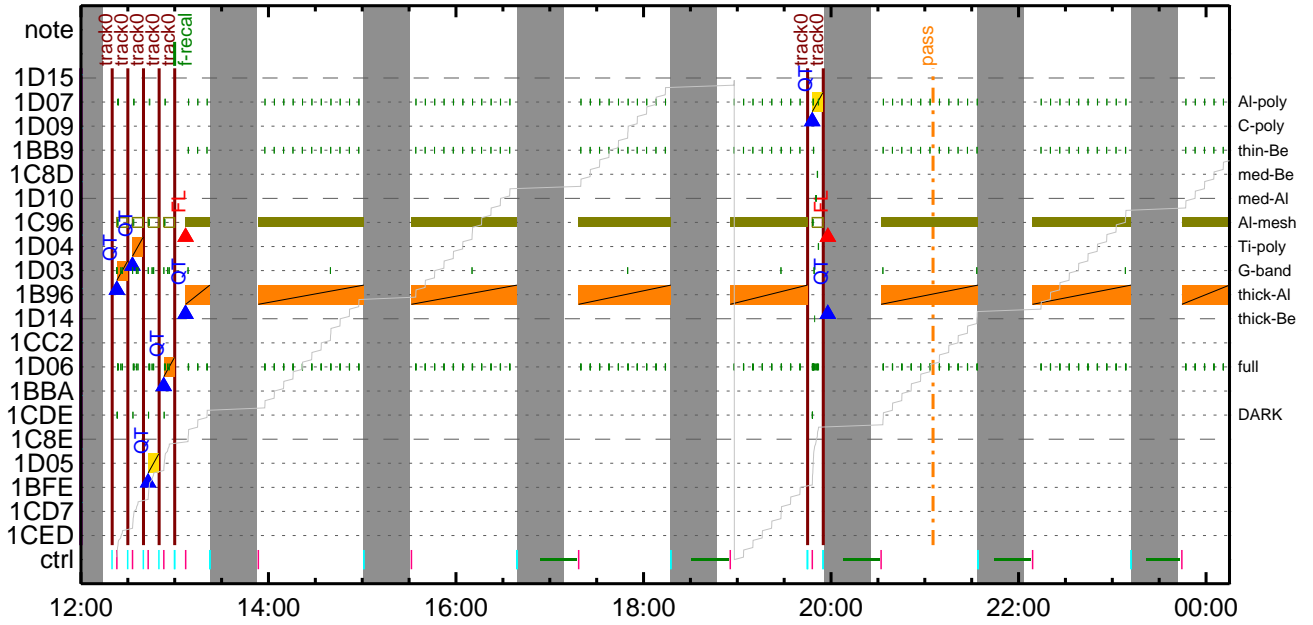 note
track0
track0
track0
track0
track0
f-recal
track0
track0
pass
1D15
QT
1D07
Al-poly
1D09
C-poly
1BB9
thin-Be
1C8D
med-Be
1D10
FL
FL
med-Al
1C96
QT
Al-mesh
1D04
QT
Ti-poly
1D03
QT
QT
G-band
1B96
thick-Al
1D14
thick-Be
1CC2
QT
1D06
full
1BBA
1CDE
DARK
1C8E
QT
1D05
1BFE
1CD7
1CED
ctrl
12:00
14:00
16:00
18:00
20:00
22:00
00:00